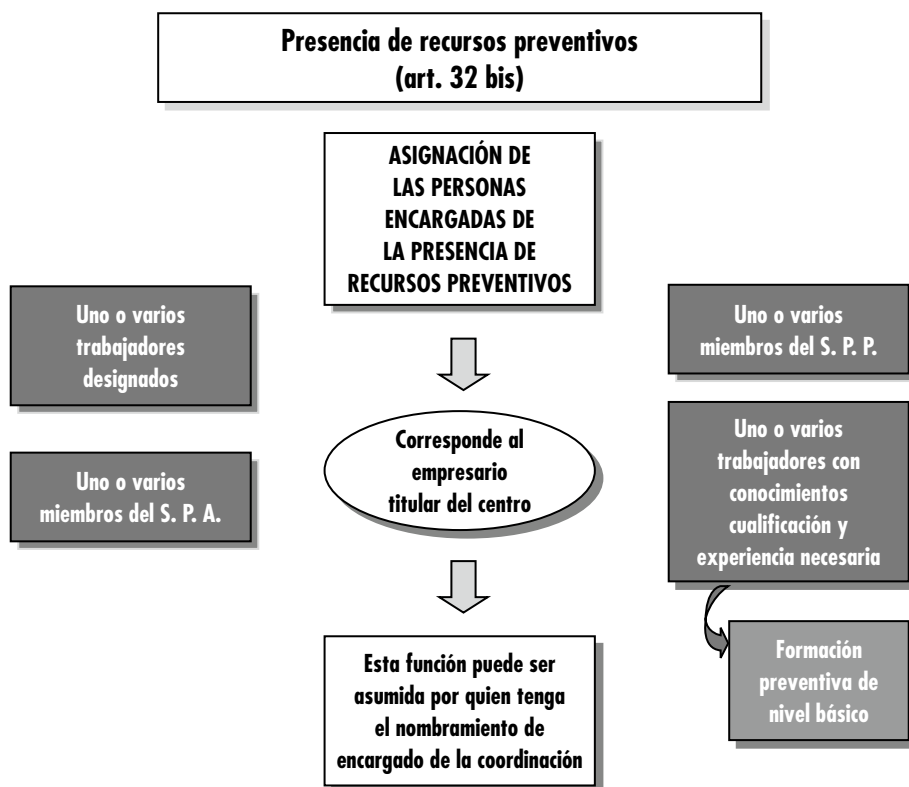 Presencia de recursos preventivos
(art. 32 bis)
ASIGNACIÓN DE
LAS PERSONAS
ENCARGADAS DE
LA PRESENCIA DE
RECURSOS PREVENTIVOS
Uno o varios
trabajadores
designados
Uno o varios
miembros del S. P. A.
Corresponde al
empresario
titular del centro
Esta función puede ser
asumida por quien tenga
el nombramiento de
encargado de la coordinación
Uno o varios
miembros del S. P. P.
Uno o varios
trabajadores con
conocimientos
cualificación y
experiencia necesaria
Formación
preventiva de
nivel básico